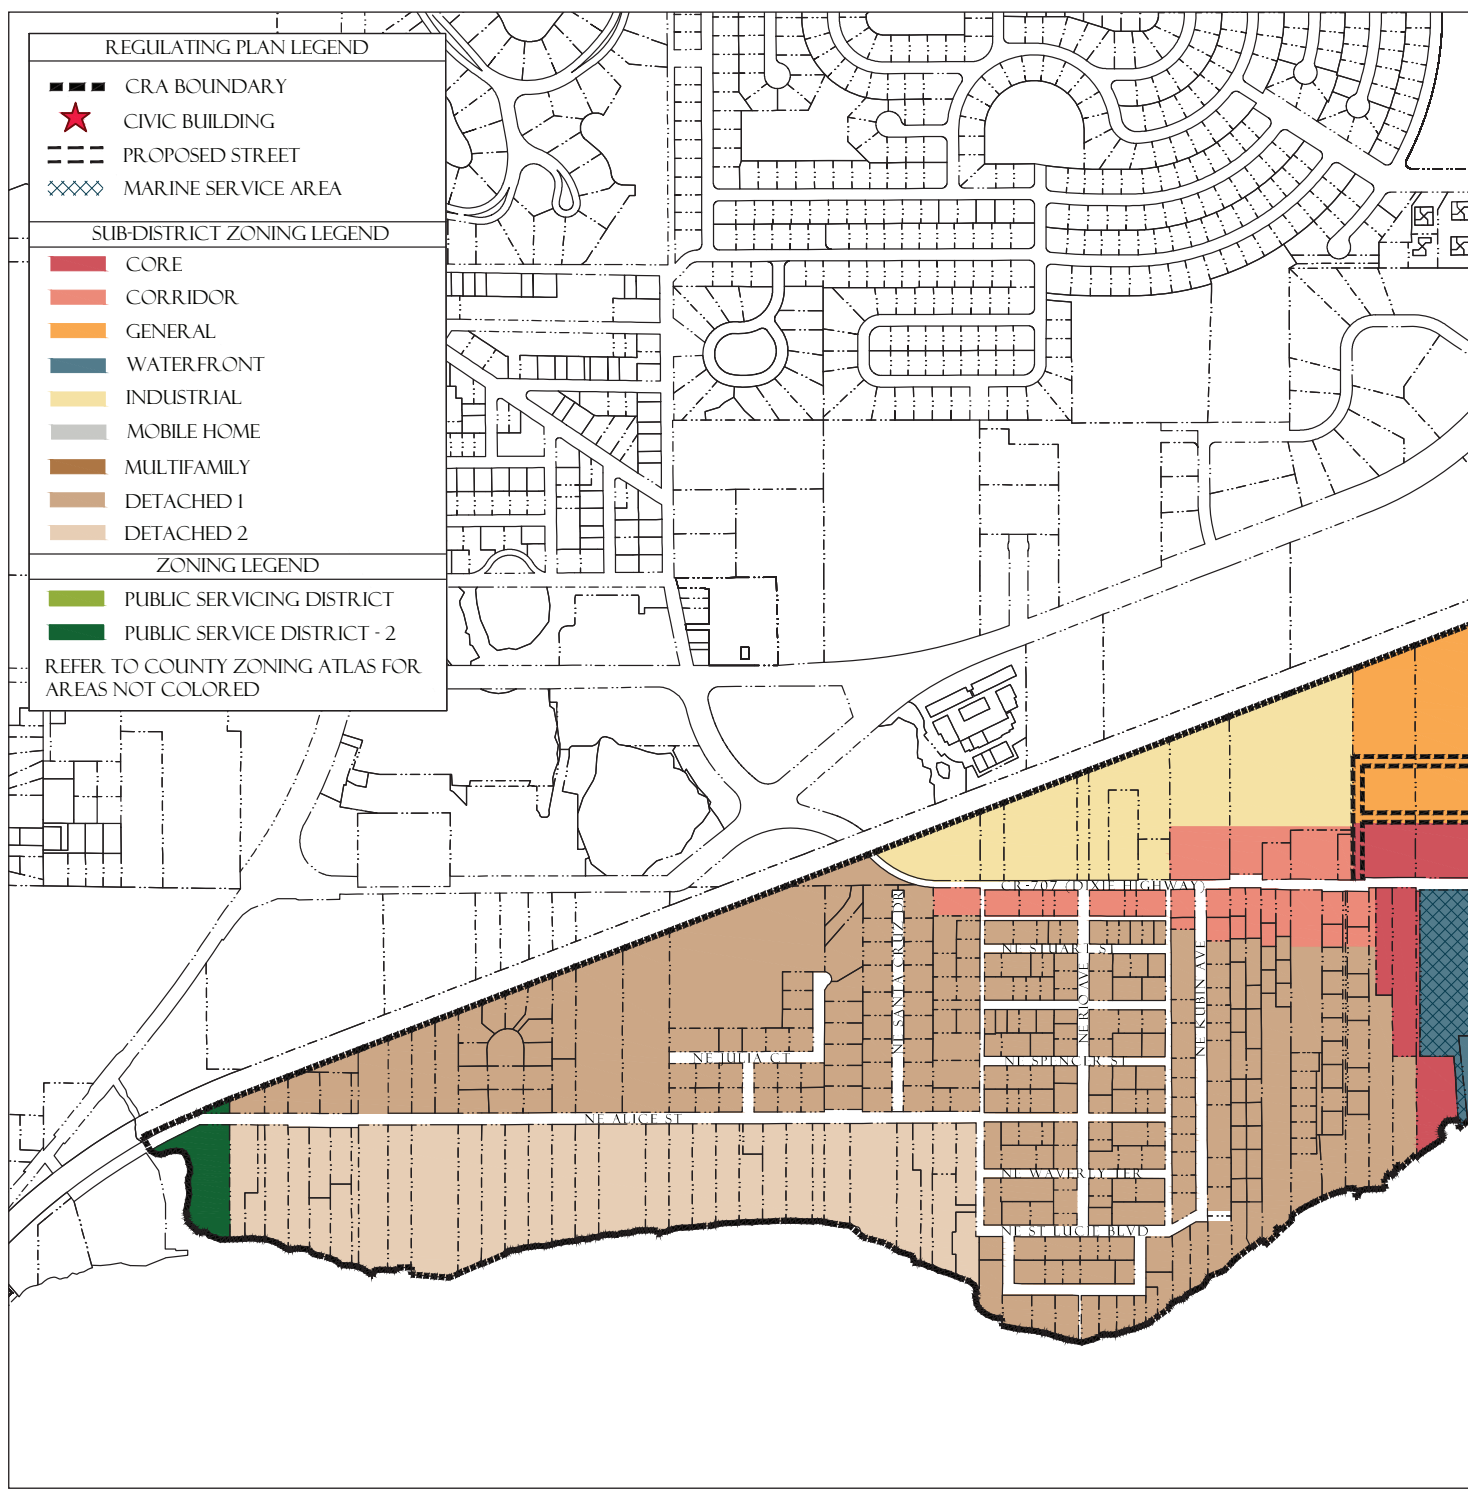 REGULATING PLAN LEGEND
CRA BOUNDARY
CIVIC BUILDING
PROPOSED STREET
MARINE SERVICE AREA
SUB-DISTRICT ZONING LEGEND
CORE
CORRIDOR
GENERAL
WATERFRONT
INDUSTRIAL
MOBILE HOME
MULTIFAMILY
DETACHED 1
DETACHED 2
ZONING LEGEND
PUBLIC SERVICING DISTRICT
PUBLIC SERVICE DISTRICT - 2
REFER TO COUNTY ZONING ATLAS FOR
AREAS NOT COLORED
CR-707 (DIXIE HIGHWAY)
NE STUART ST
NE SANTA CRUZ DR
NE RIO AVE
NE KUBIN AVE
NE JULIA CT
NE SPENCER ST
NE ALICE ST
NE WAVERLY TER
NE ST LUCIE BLVD